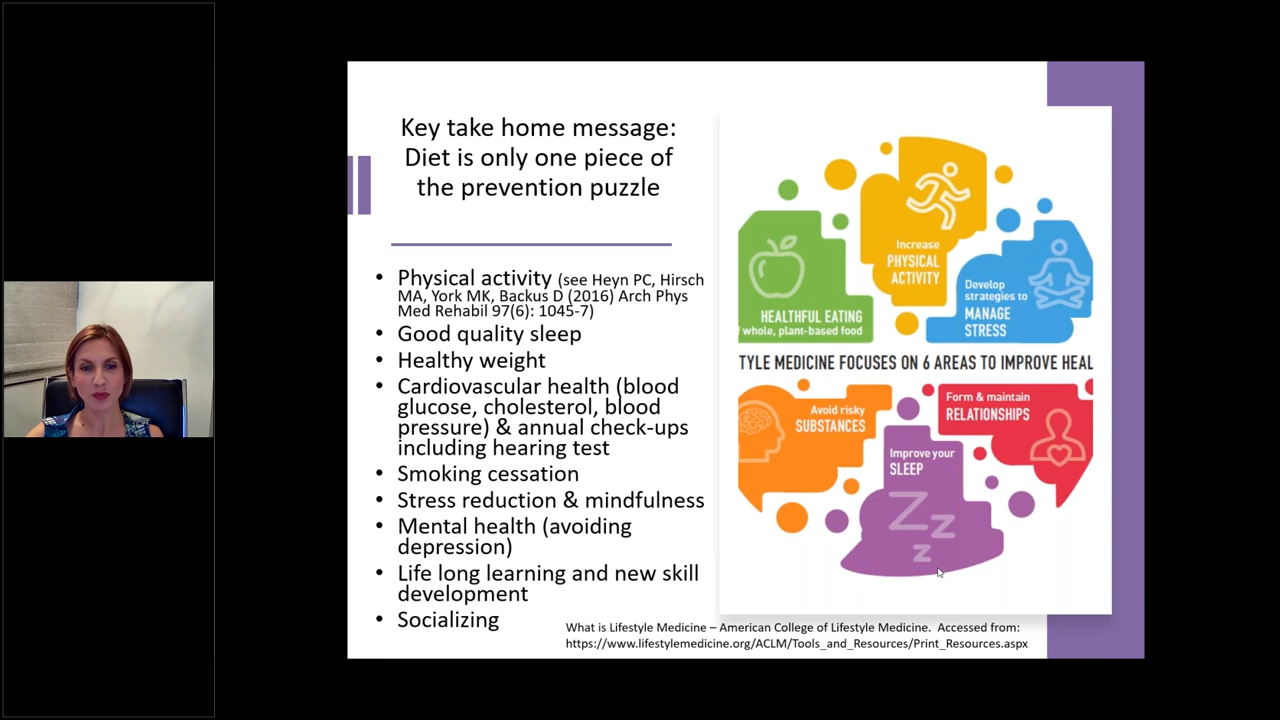 Key take home message:
Diet is only one piece of
the prevention puzzle
• Physical activity (see Heyn PC, Hirsch
MA, York MK, Backus D (2016) Arch Phys
Med Rehabil 97(6): 1045-7)
• Good quality sleep
• Healthy weight
• Cardiovascular health (blood
glucose, cholesterol, blood
pressure) & annual check-ups
including hearing test
• Smoking cessation
• Stress reduction & mindfulness
• Mental health (avoiding
depression)
• Life long learning and new skill
development
• Socializing
Increase
PHYSICAL
ACTIVITY
HEALTHFUL EATING
whole, plant-based food
Develop
strategies to
MANAGE
STRESS
TYLE MEDICINE FOCUSES ON 6 AREAS TO IMPROVE HEAL
Avoid risky
SUBSTANCES
Form & maintain
RELATIONSHIPS
Improve your
SLEEP
Z
Z
Z
What is Lifestyle Medicine – American College of Lifestyle Medicine. Accessed from:
https://www.lifestylemedicine.org/ACLM/Tools_and_Resources/Print_Resources.aspx